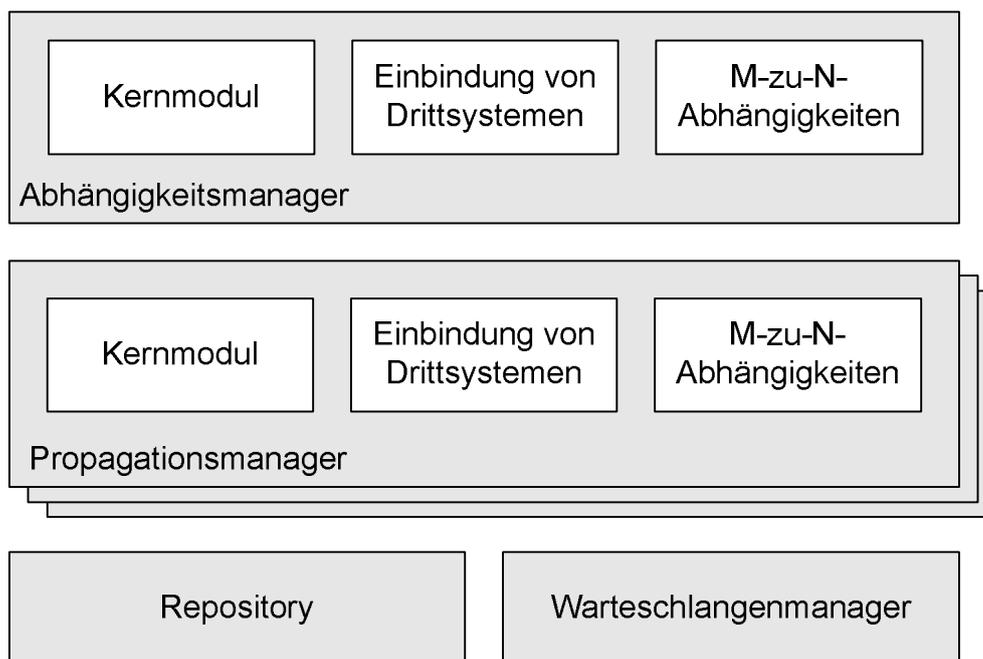 Kernmodul
Einbindung von
Drittsystemen
M-zu-N-
Abhängigkeiten
Abhängigkeitsmanager
Kernmodul
Einbindung von
Drittsystemen
M-zu-N-
Abhängigkeiten
Propagationsmanager
Repository
Warteschlangenmanager